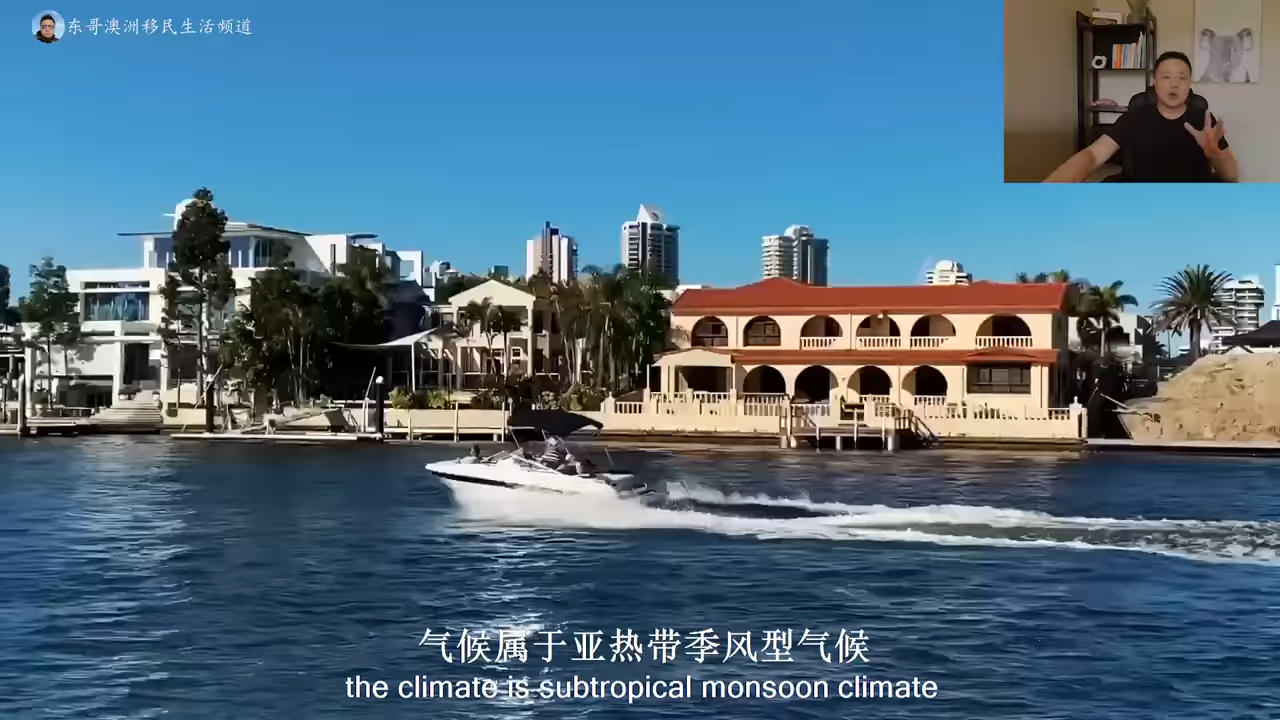 东哥澳洲移民生活频道
气候属于亚热带季风型气候
the climate is subtropical monsoon climate